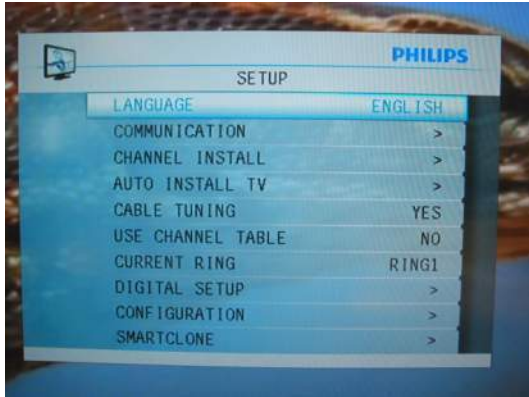 PHILIPS
SETUP
LANGUAGE ENGLISH
COMMUNICATION >
CHANNEL INSTALL >
AUTO INSTALL TV >
CABLE TUNING YES
USE CHANNEL TABLE NO
CURRENT RING RING1
DIGITAL SETUP >
CONFIGURATION >
SMARTCLONE >